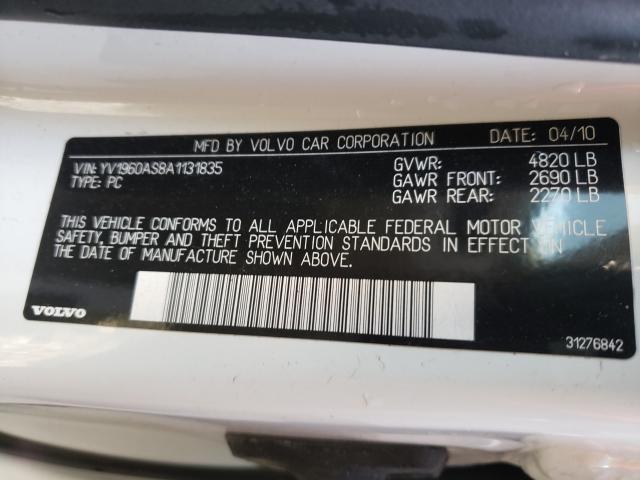 MFD BY VOLVO CAR CORPORATION DATE: 04/10
VIN: YV1960AS8A1131835 GVWR: 4820 LB
TYPE: PC GAWR FRONT: 2690 LB
GAWR REAR: 2270 LB
THIS VEHICLE CONFORMS TO ALL APPLICABLE FEDERAL MOTOR VEHICLE
SAFETY, BUMPER AND THEFT PREVENTION STANDARDS IN EFFECT ON
THE DATE OF MANUFACTURE SHOWN ABOVE.
VOLVO 31276842